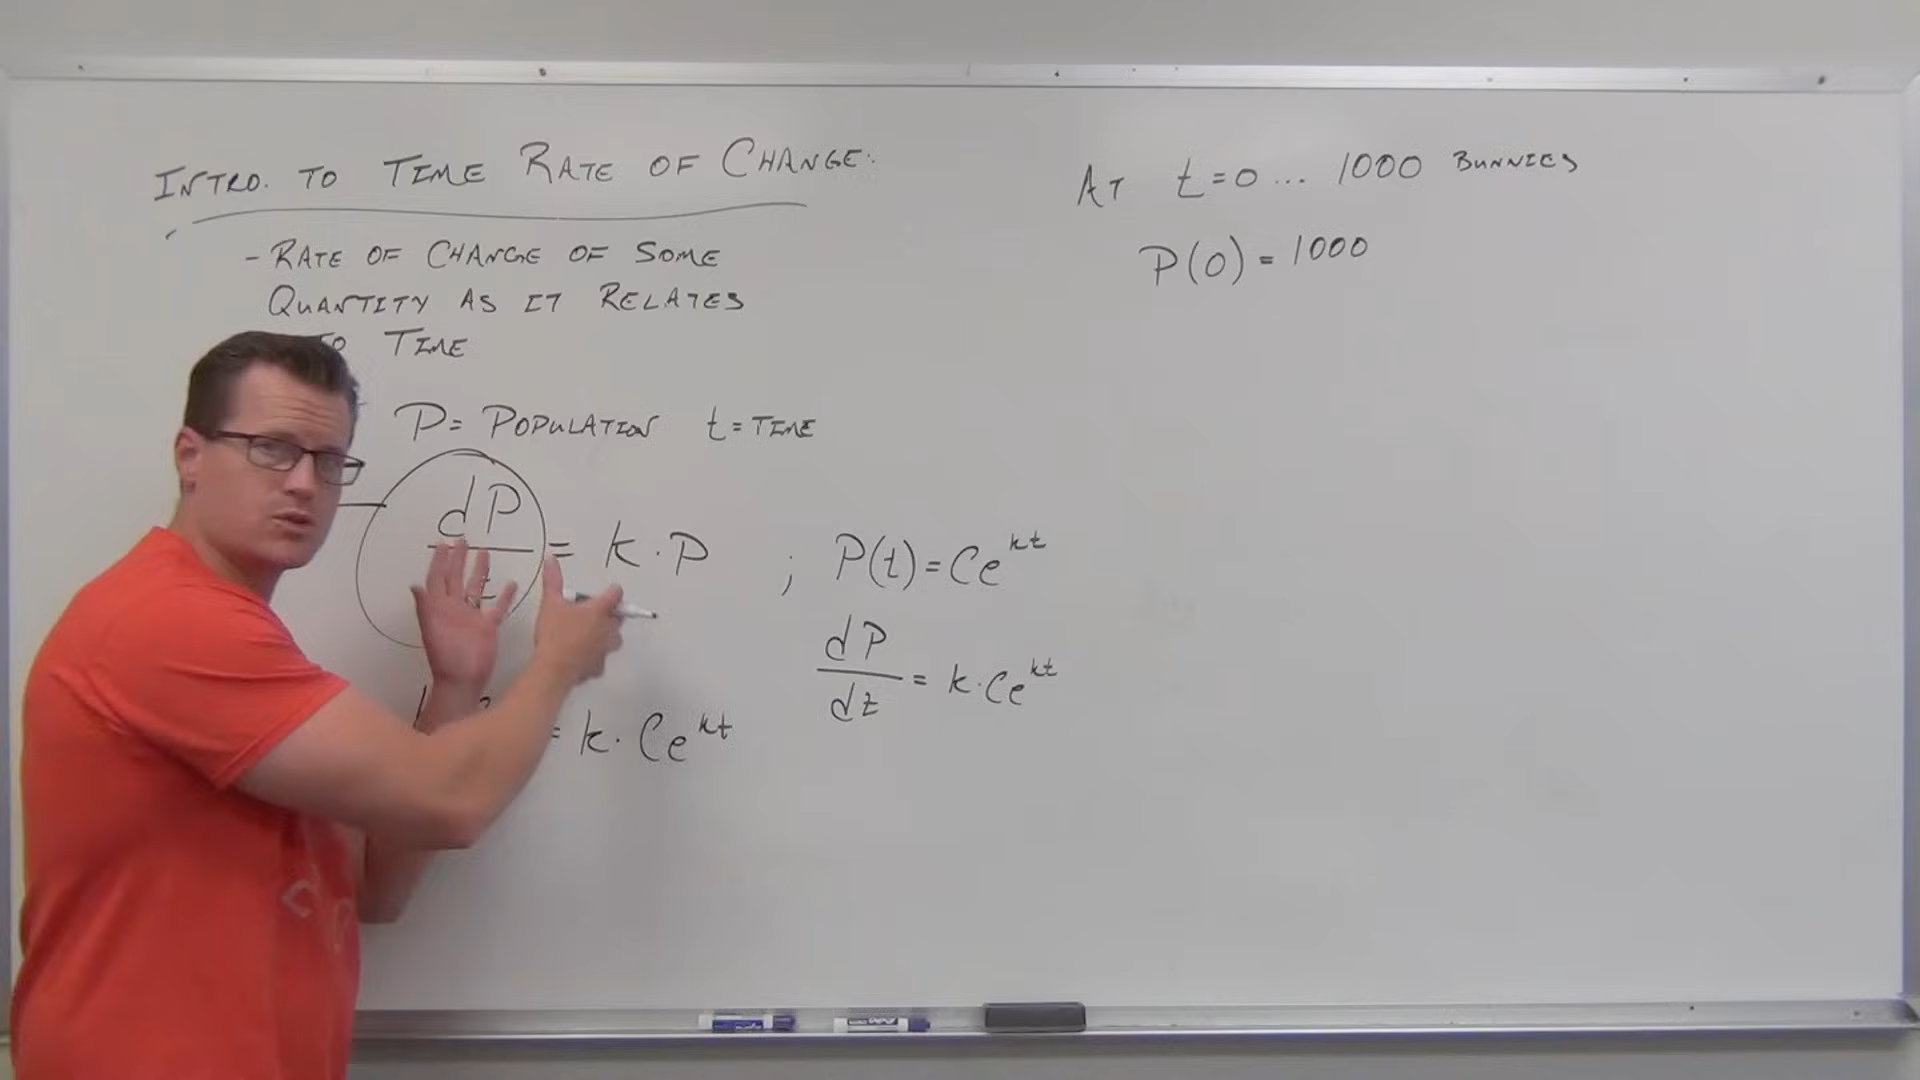 INTRO. TO TIME RATE OF CHANGE:
- RATE OF CHANGE OF SOME
QUANTITY AS IT RELATES
TO TIME
P = POPULATION t = TIME
dP/t = k · P ; P(t) = Ce^kt
dP/dt = k · Ce^kt
= k · Ce^kt
AT t = 0 ... 1000 BUNNIES
P(0) = 1000